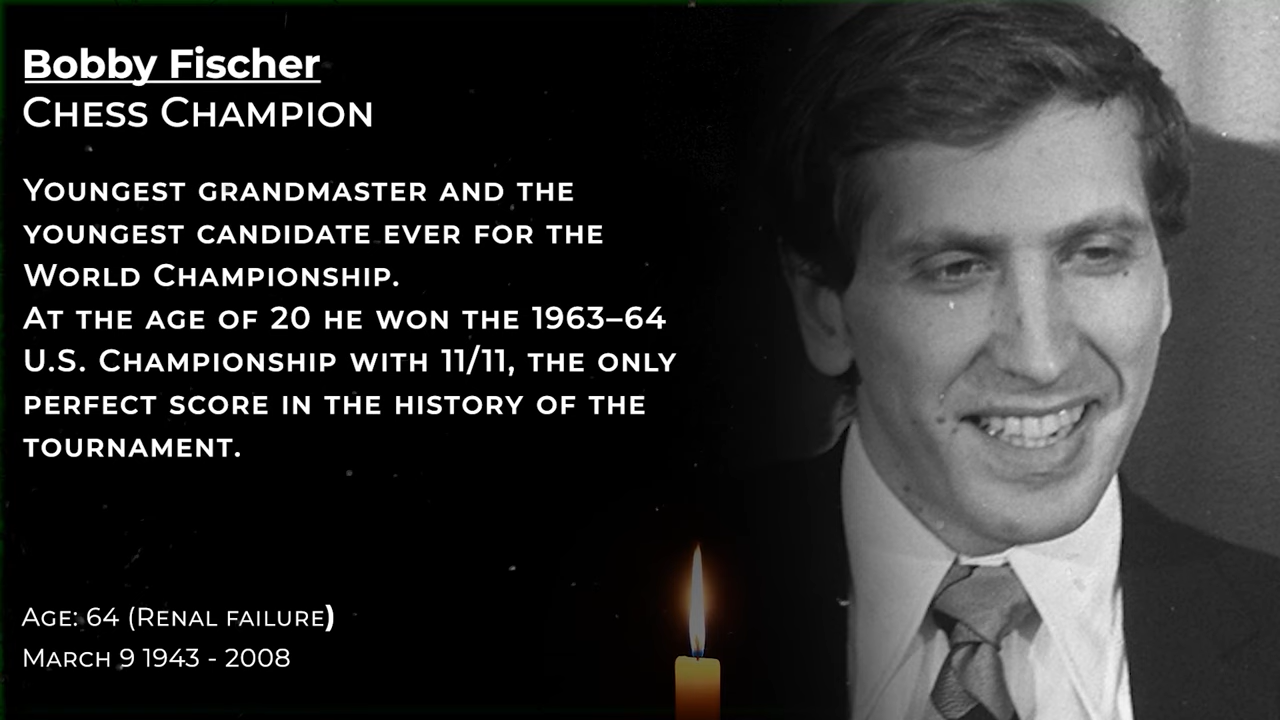 Bobby Fischer
Chess Champion
Youngest grandmaster and the
youngest candidate ever for the
World Championship.
At the age of 20 he won the 1963–64
U.S. Championship with 11/11, the only
perfect score in the history of the
tournament.
Age: 64 (Renal failure)
March 9 1943 - 2008